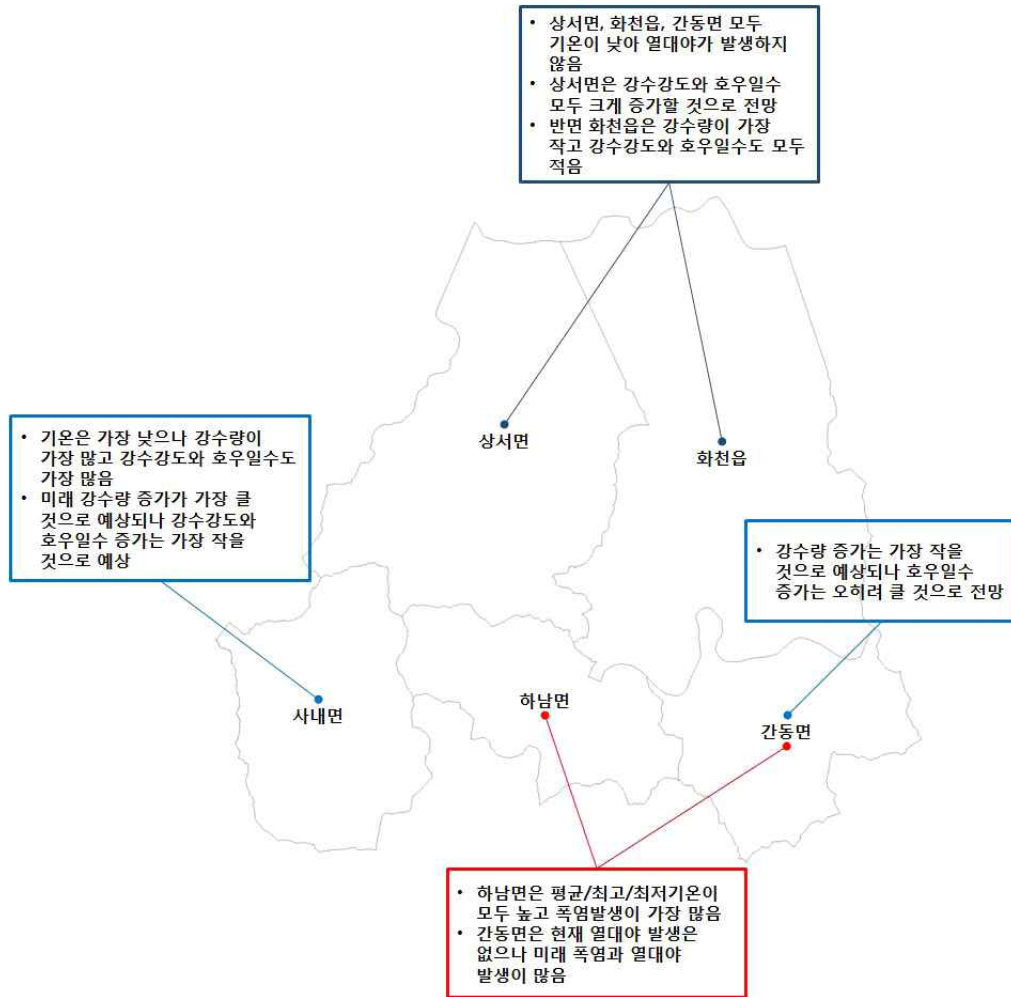 • 상서면, 화천읍, 간동면 모두
기온이 낮아 열대야가 발생하지
않음
• 상서면은 강수강도와 호우일수
모두 크게 증가할 것으로 전망
• 반면 화천읍은 강수량이 가장
작고 강수강도와 호우일수도 모두
적음
상서면
화천읍
• 기온은 가장 낮으나 강수량이
가장 많고 강수강도와 호우일수도
가장 많음
• 미래 강수량 증가가 가장 클
것으로 예상되나 강수강도와
호우일수 증가는 가장 작을
것으로 예상
• 강수량 증가는 가장 작을
것으로 예상되나 호우일수
증가는 오히려 클 것으로 전망
사내면
하남면
간동면
• 하남면은 평균/최고/최저기온이
모두 높고 폭염발생이 가장 많음
• 간동면은 현재 열대야 발생은
없으나 미래 폭염과 열대야
발생이 많음